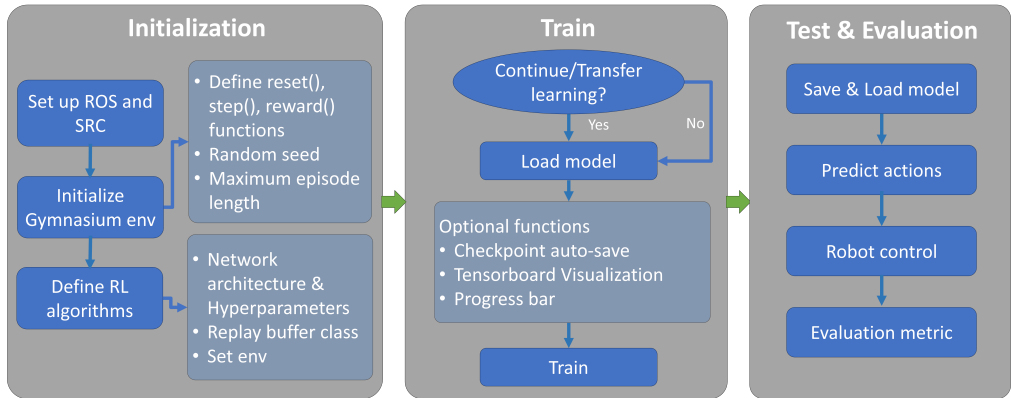 Initialization
Set up ROS and
SRC
Initialize
Gymnasium env
Define RL
algorithms
• Define reset(),
step(), reward()
functions
• Random seed
• Maximum episode
length
• Network
architecture &
Hyperparameters
• Replay buffer class
• Set env
Train
Continue/Transfer
learning?
Yes
No
Load model
Optional functions
• Checkpoint auto-save
• Tensorboard Visualization
• Progress bar
Train
Test & Evaluation
Save & Load model
Predict actions
Robot control
Evaluation metric